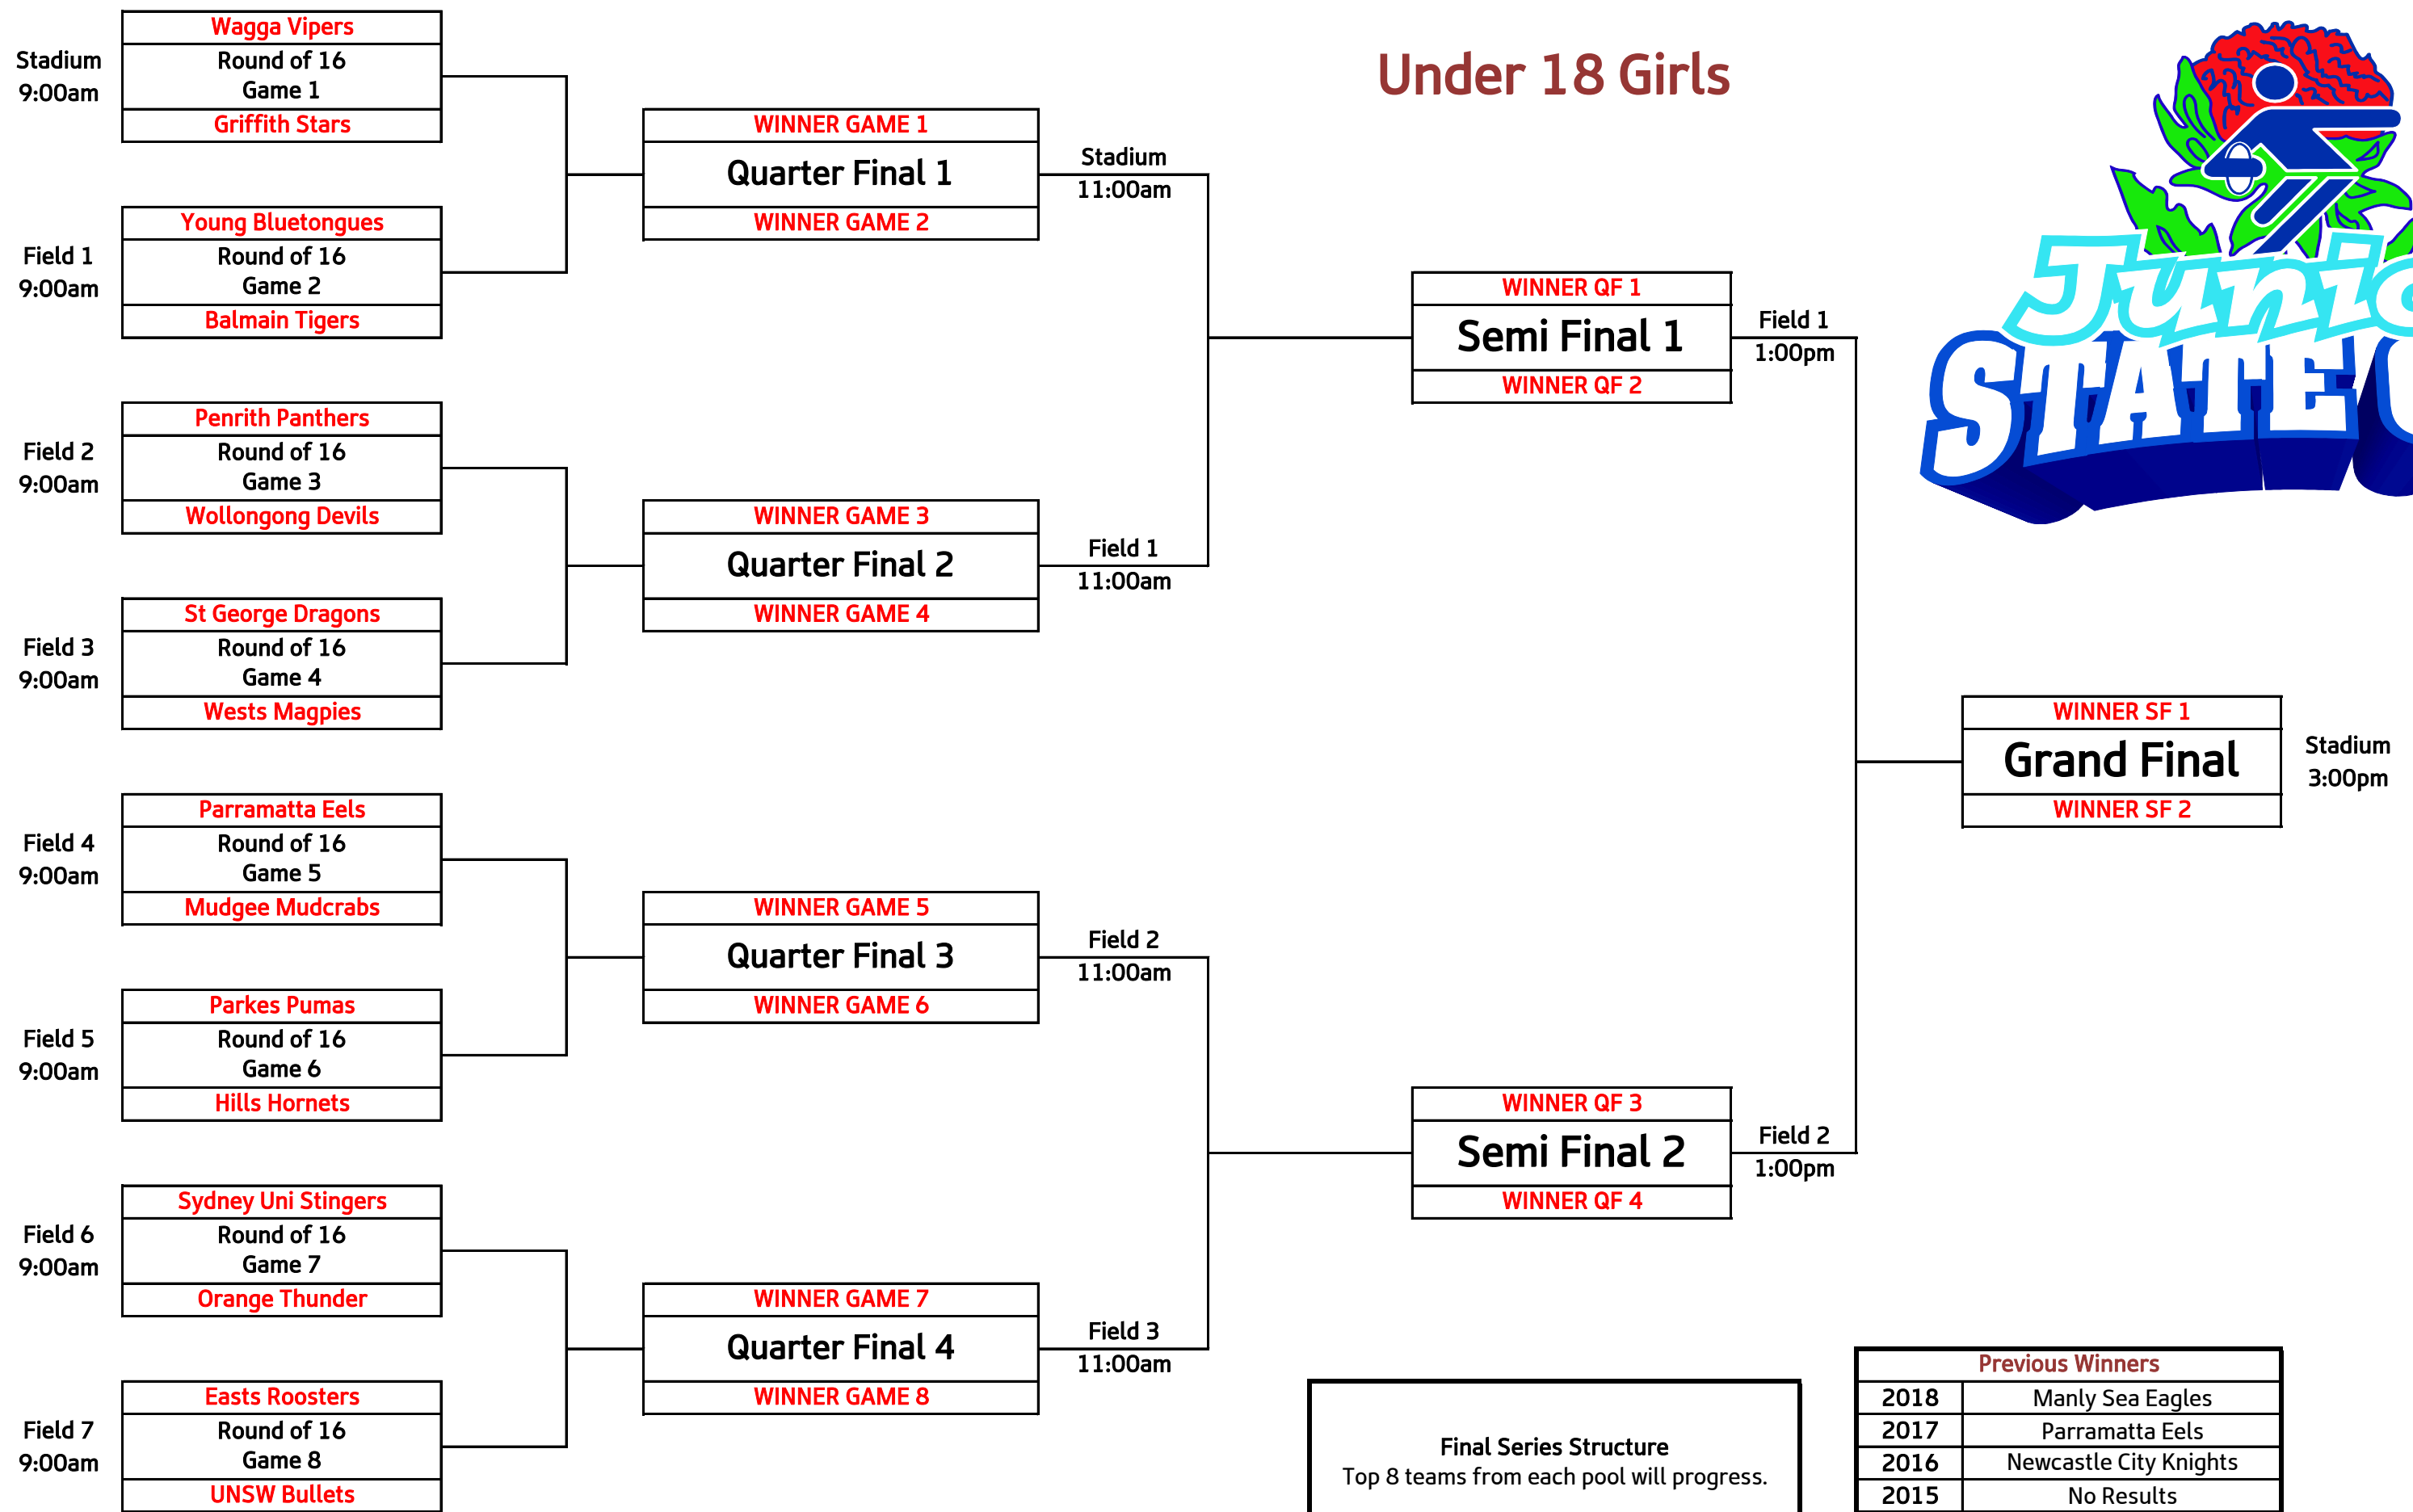 Under 18 Girls
Junio
STATE
Stadium
9:00am
Wagga Vipers
Round of 16
Game 1
Griffith Stars
Field 1
9:00am
Young Bluetongues
Round of 16
Game 2
Balmain Tigers
Field 2
9:00am
Penrith Panthers
Round of 16
Game 3
Wollongong Devils
Field 3
9:00am
St George Dragons
Round of 16
Game 4
Wests Magpies
Field 4
9:00am
Parramatta Eels
Round of 16
Game 5
Mudgee Mudcrabs
Field 5
9:00am
Parkes Pumas
Round of 16
Game 6
Hills Hornets
Field 6
9:00am
Sydney Uni Stingers
Round of 16
Game 7
Orange Thunder
Field 7
9:00am
Easts Roosters
Round of 16
Game 8
UNSW Bullets
WINNER GAME 1
Quarter Final 1
WINNER GAME 2
Stadium
11:00am
WINNER GAME 3
Quarter Final 2
WINNER GAME 4
Field 1
11:00am
WINNER GAME 5
Quarter Final 3
WINNER GAME 6
Field 2
11:00am
WINNER GAME 7
Quarter Final 4
WINNER GAME 8
Field 3
11:00am
WINNER QF 1
Semi Final 1
WINNER QF 2
Field 1
1:00pm
WINNER QF 3
Semi Final 2
WINNER QF 4
Field 2
1:00pm
WINNER SF 1
Grand Final
WINNER SF 2
Stadium
3:00pm
Final Series Structure
Top 8 teams from each pool will progress.
Previous Winners
2018 Manly Sea Eagles
2017 Parramatta Eels
2016 Newcastle City Knights
2015 No Results